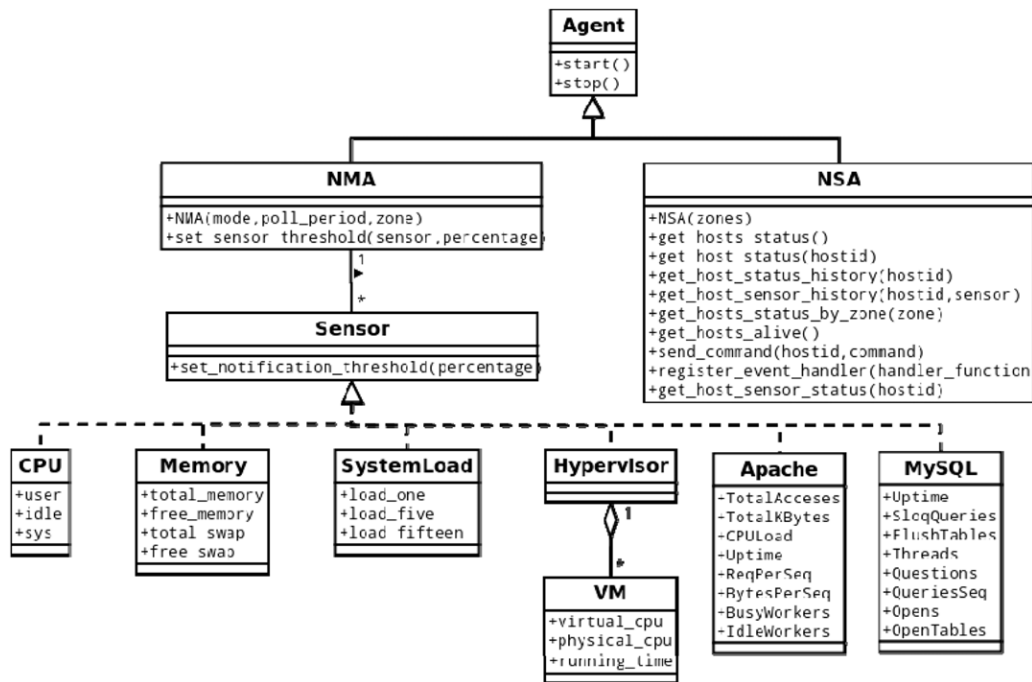 Agent
+start()
+stop()
NMA
+NMA(mode,poll_period,zone)
+set sensor threshold(sensor,percentage)
1
*
NSA
+NSA(zones)
+get hosts status()
+get host status(hostid)
+get_host_status_history(hostid)
+get_host_sensor_history(hostid,sensor)
+get_hosts_status_by_zone(zone)
+get_hosts_alive()
+send_command(hostid,command)
+register_event_handler(handler_function
+get_host_sensor_status(hostid)
Sensor
+set_notification_threshold(percentage)
CPU
+user
+idle
+sys
Memory
+total_memory
+free_memory
+total swap
+free swap
SystemLoad
+load_one
+load_five
+load fifteen
Hypervisor
1
*
VM
+virtual_cpu
+physical_cpu
+running_time
Apache
+TotalAcceses
+TotalKBytes
+CPULoad
+Uptime
+ReqPerSeq
+BytesPerSeq
+BusyWorkers
+IdleWorkers
MySQL
+Uptime
+SloqQueries
+FlushTables
+Threads
+Questions
+QueriesSeq
+Opens
+OpenTables